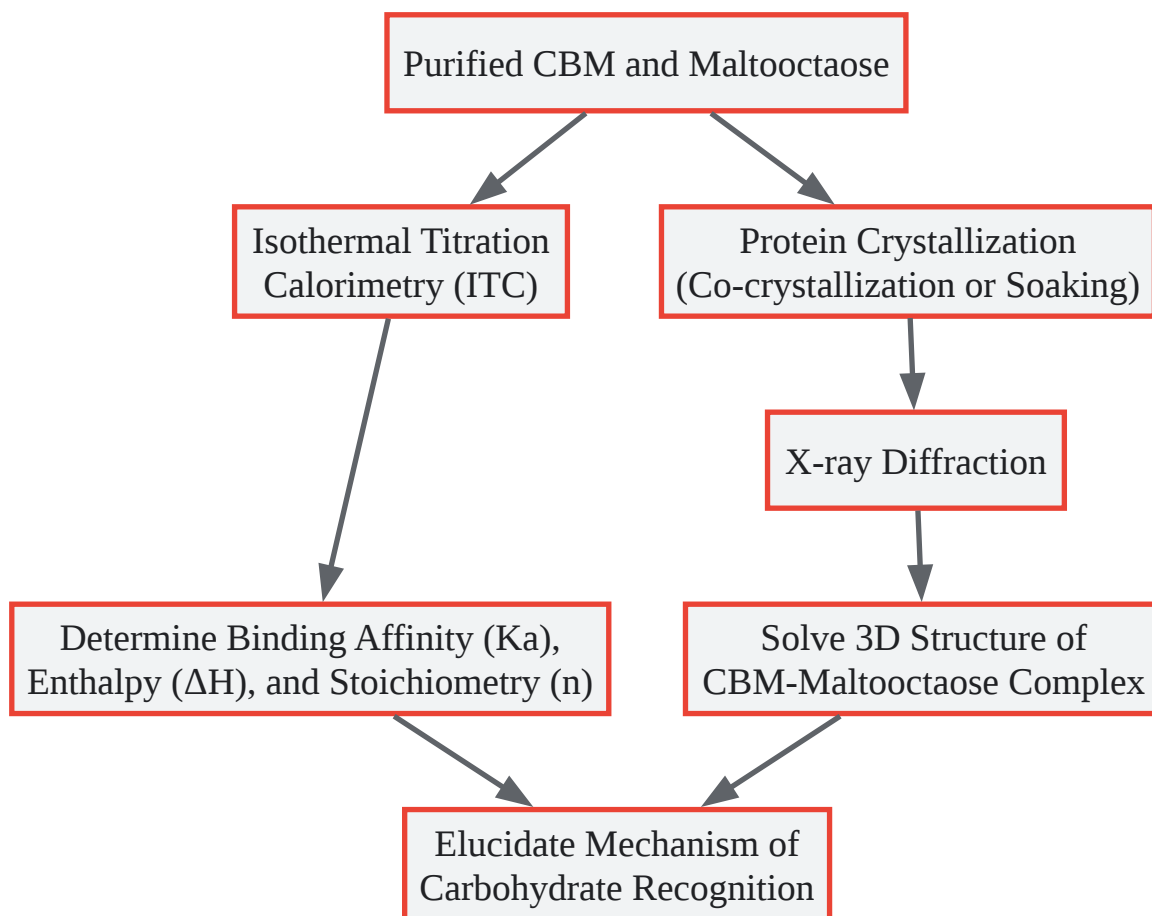 Purified CBM and Maltooctaose
Isothermal Titration
Calorimetry (ITC)
Protein Crystallization
(Co-crystallization or Soaking)
X-ray Diffraction
Determine Binding Affinity (Ka),
Enthalpy (ΔH), and Stoichiometry (n)
Solve 3D Structure of
CBM-Maltooctaose Complex
Elucidate Mechanism of
Carbohydrate Recognition